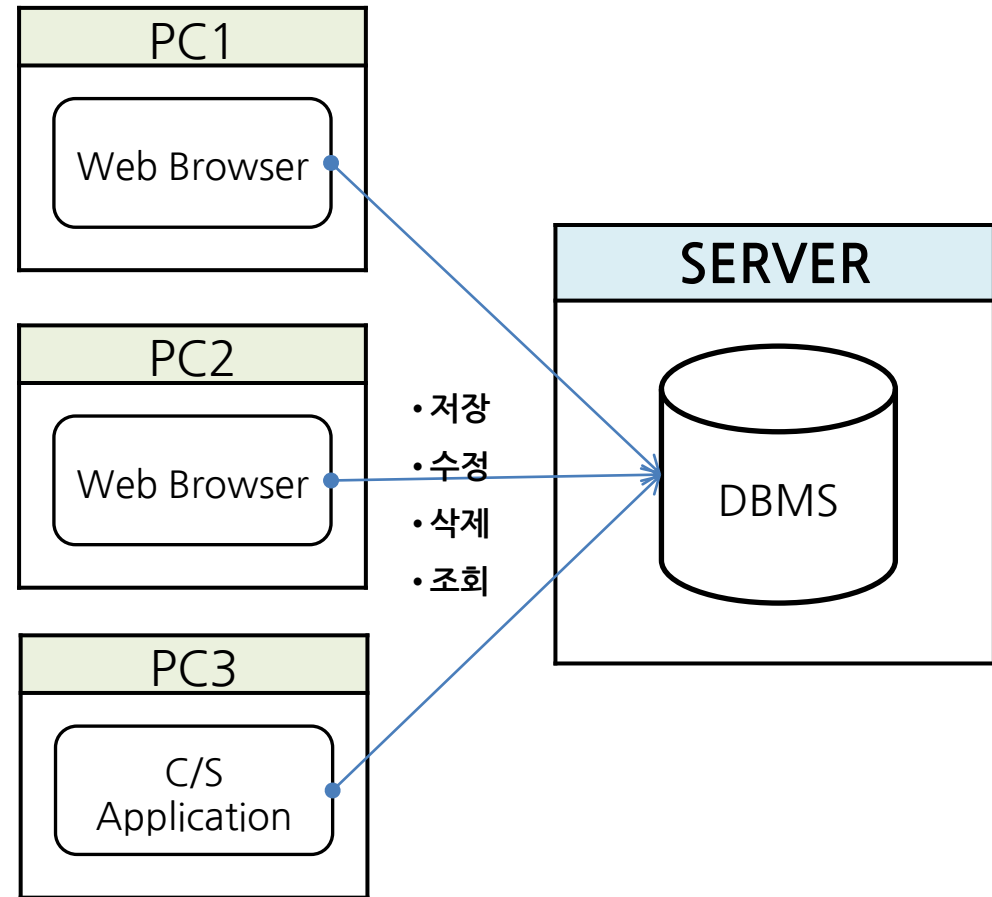 PC1
Web Browser
PC2
Web Browser
• 저장
• 수정
• 삭제
• 조회
PC3
C/S
Application
SERVER
DBMS